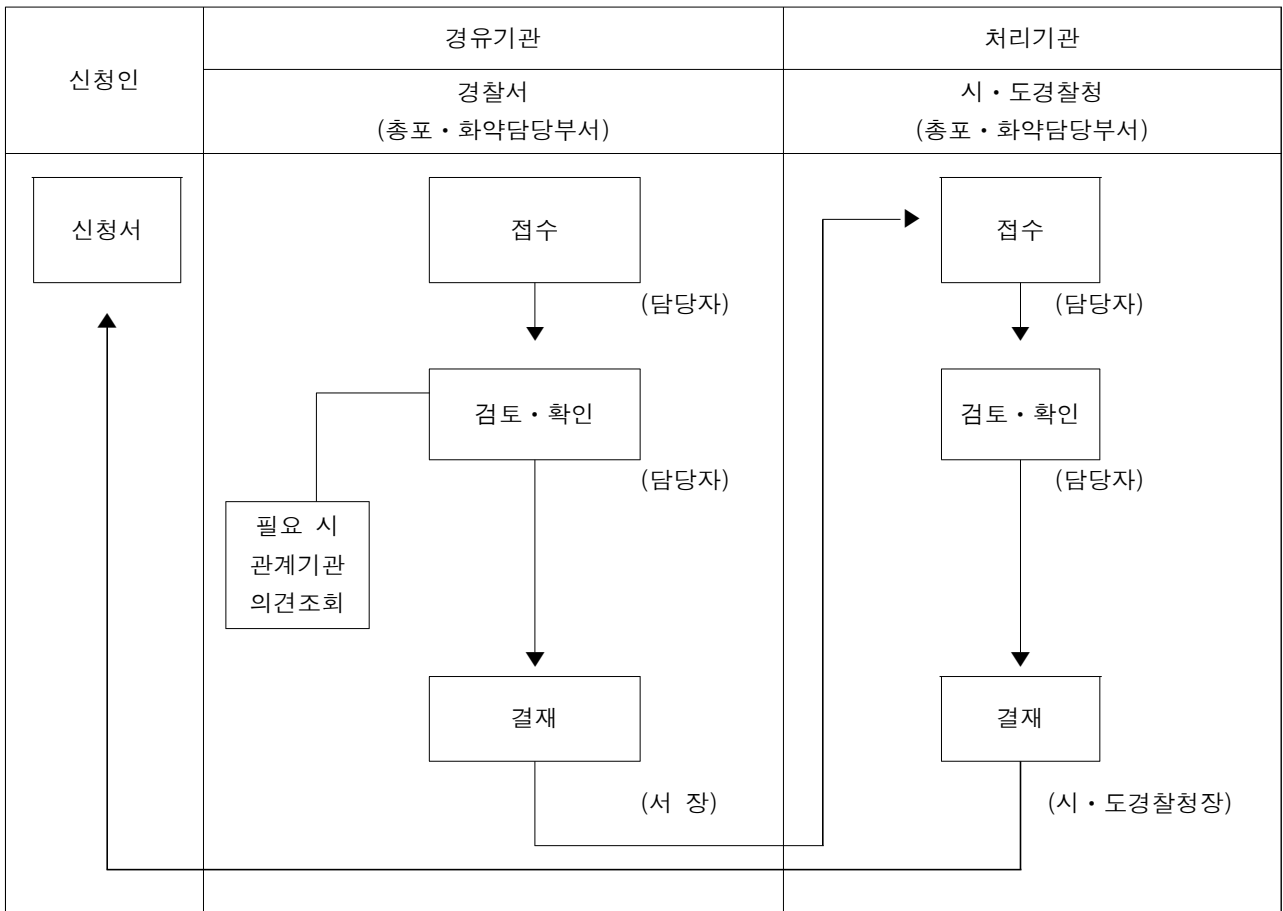 신청인
경유기관
처리기관
경찰서
(총포・화약담당부서)
시・도경찰청
(총포・화약담당부서)
신청서
접수
(담당자)
검토・확인
(담당자)
필요 시
관계기관
의견조회
결재
(서 장)
접수
(담당자)
검토・확인
(담당자)
결재
(시・도경찰청장)